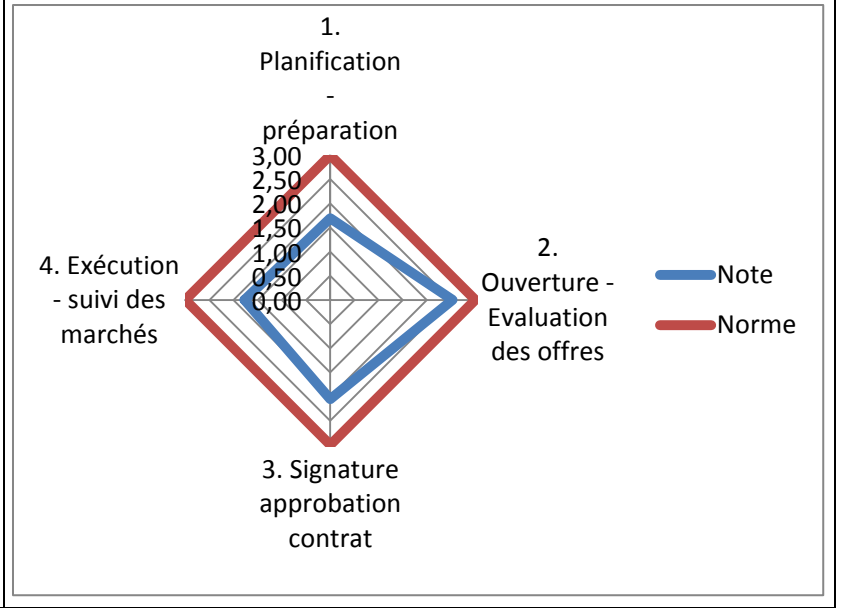 1.
Planification
-
préparation
3,00
2,50
2,00
1,50
1,00
0,50
0,00
2.
Ouverture -
Evaluation
des offres
3. Signature
approbation
contrat
4. Exécution
- suivi des
marchés
Note
Norme